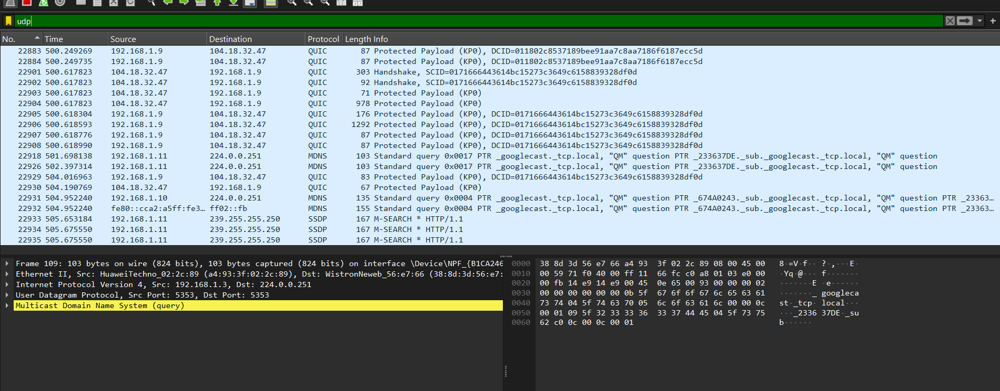 udp
No. Time Source Destination Protocol Length Info
22883 500.249269 192.168.1.9 104.18.32.47 QUIC 87 Protected Payload (KP0), DCID=011802c8537189bee91aa7c8aa7186f6187ecc5d
22884 500.249735 192.168.1.9 104.18.32.47 QUIC 87 Protected Payload (KP0), DCID=011802c8537189bee91aa7c8aa7186f6187ecc5d
22901 500.617823 104.18.32.47 192.168.1.9 QUIC 303 Handshake, SCID=0171666443614bc15273c3649c6158839328df0d
22902 500.617823 104.18.32.47 192.168.1.9 QUIC 92 Handshake, SCID=0171666443614bc15273c3649c6158839328df0d
22903 500.617823 104.18.32.47 192.168.1.9 QUIC 71 Protected Payload (KP0)
22904 500.617823 104.18.32.47 192.168.1.9 QUIC 978 Protected Payload (KP0)
22905 500.618304 192.168.1.9 104.18.32.47 QUIC 176 Protected Payload (KP0), DCID=0171666443614bc15273c3649c6158839328df0d
22906 500.618593 192.168.1.9 104.18.32.47 QUIC 1292 Protected Payload (KP0), DCID=0171666443614bc15273c3649c6158839328df0d
22907 500.618776 192.168.1.9 104.18.32.47 QUIC 87 Protected Payload (KP0), DCID=0171666443614bc15273c3649c6158839328df0d
22908 500.618990 192.168.1.9 104.18.32.47 QUIC 87 Protected Payload (KP0), DCID=0171666443614bc15273c3649c6158839328df0d
22918 501.698138 192.168.1.11 224.0.0.251 MDNS 103 Standard query 0x0017 PTR _googlecast._tcp.local, "QM" question PTR _233637DE._sub._googlecast._tcp.local, "QM" question
22926 502.397314 192.168.1.11 224.0.0.251 MDNS 103 Standard query 0x0017 PTR _googlecast._tcp.local, "QM" question PTR _233637DE._sub._googlecast._tcp.local, "QM" question
22929 504.016963 192.168.1.9 104.18.32.47 QUIC 83 Protected Payload (KP0), DCID=0171666443614bc15273c3649c6158839328df0d
22930 504.190769 104.18.32.47 192.168.1.9 QUIC 67 Protected Payload (KP0)
22931 504.952240 192.168.1.10 224.0.0.251 MDNS 135 Standard query 0x0004 PTR _googlecast._tcp.local, "QM" question PTR _674A0243._sub._googlecast._tcp.local, "QM" question PTR _23363…
22932 504.952240 fe80::cca2:a5ff:fe3… ff02::fb MDNS 155 Standard query 0x0004 PTR _googlecast._tcp.local, "QM" question PTR _674A0243._sub._googlecast._tcp.local, "QM" question PTR _23363…
22933 505.653184 192.168.1.11 239.255.255.250 SSDP 167 M-SEARCH * HTTP/1.1
22934 505.675550 192.168.1.11 239.255.255.250 SSDP 167 M-SEARCH * HTTP/1.1
22935 505.675550 192.168.1.11 239.255.255.250 SSDP 167 M-SEARCH * HTTP/1.1
Frame 109: 103 bytes on wire (824 bits), 103 bytes captured (824 bits) on interface \Device\NPF_{B1CA246
Ethernet II, Src: HuaweiTechno_02:2c:89 (a4:93:3f:02:2c:89), Dst: WistronNeweb_56:e7:66 (38:8d:3d:56:e7:
Internet Protocol Version 4, Src: 192.168.1.3, Dst: 224.0.0.251
User Datagram Protocol, Src Port: 5353, Dst Port: 5353
Multicast Domain Name System (query)
0000 38 8d 3d 56 e7 66 a4 93 3f 02 2c 89 08 00 45 00 8·=V·f·· ?·,···E·
0010 00 59 71 f0 40 00 ff 11 66 fc c0 a8 01 03 e0 00 ·Yq·@··· f·······
0020 00 fb 14 e9 14 e9 00 45 0e 65 00 93 00 00 00 02 ·······E ·e······
0030 00 00 00 00 00 00 0b 5f 67 6f 6f 67 6c 65 63 61 ·······_ googleca
0040 73 74 04 5f 74 63 70 05 6c 6f 63 61 6c 00 00 0c st·_tcp· local···
0050 00 01 09 5f 32 33 33 36 33 37 44 45 04 5f 73 75 ···_2336 37DE·_su
0060 62 c0 0c 00 0c 00 01 b······